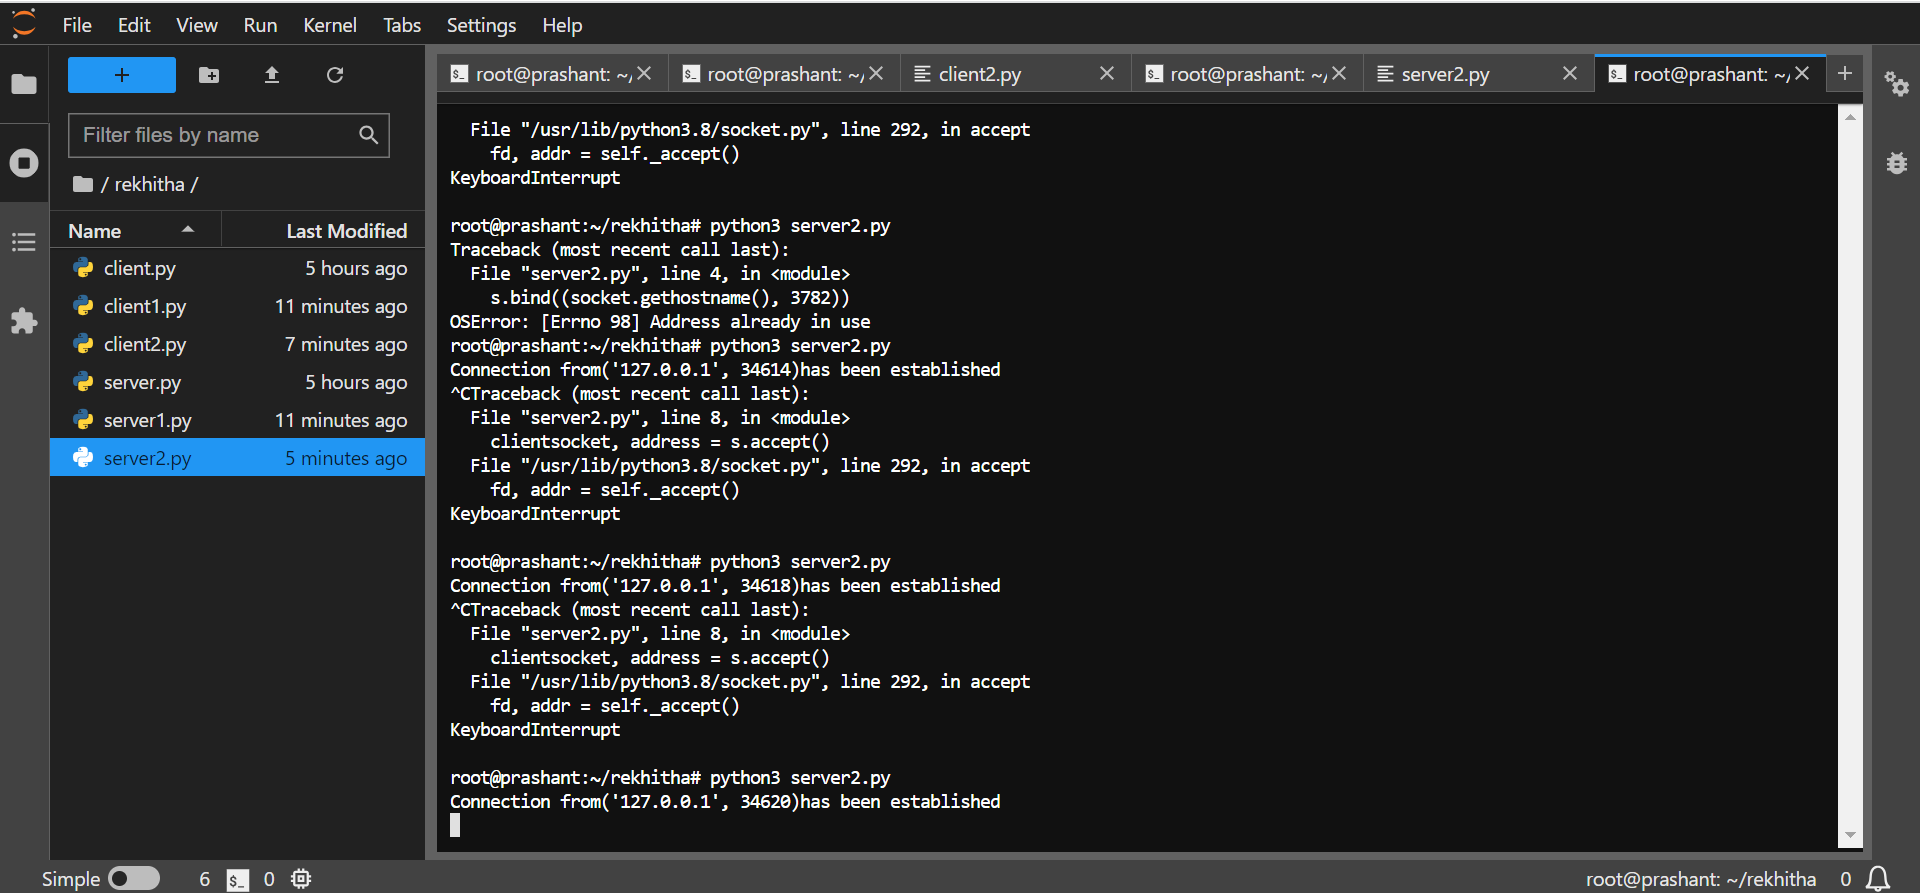 File Edit View Run Kernel Tabs Settings Help
+
Filter files by name
/ rekhitha /
Name Last Modified
client.py 5 hours ago
client1.py 11 minutes ago
client2.py 7 minutes ago
server.py 5 hours ago
server1.py 11 minutes ago
server2.py 5 minutes ago
root@prashant: ~/ root@prashant: ~/ client2.py root@prashant: ~/ server2.py root@prashant: ~/
File "/usr/lib/python3.8/socket.py", line 292, in accept
fd, addr = self._accept()
KeyboardInterrupt
root@prashant:~/rekhitha# python3 server2.py
Traceback (most recent call last):
File "server2.py", line 4, in <module>
s.bind((socket.gethostname(), 3782))
OSError: [Errno 98] Address already in use
root@prashant:~/rekhitha# python3 server2.py
Connection from('127.0.0.1', 34614)has been established
^CTraceback (most recent call last):
File "server2.py", line 8, in <module>
clientsocket, address = s.accept()
File "/usr/lib/python3.8/socket.py", line 292, in accept
fd, addr = self._accept()
KeyboardInterrupt
root@prashant:~/rekhitha# python3 server2.py
Connection from('127.0.0.1', 34618)has been established
^CTraceback (most recent call last):
File "server2.py", line 8, in <module>
clientsocket, address = s.accept()
File "/usr/lib/python3.8/socket.py", line 292, in accept
fd, addr = self._accept()
KeyboardInterrupt
root@prashant:~/rekhitha# python3 server2.py
Connection from('127.0.0.1', 34620)has been established
Simple 6 0 root@prashant: ~/rekhitha 0